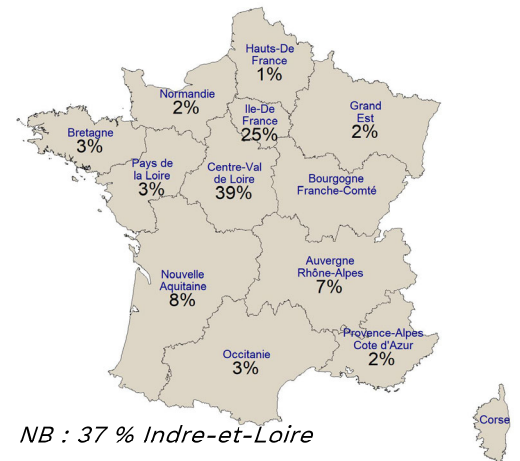 Hauts-De
France
1%
Normandie
2%
Ile-De
France
25%
Grand
Est
2%
Bretagne
3%
Pays de
la Loire
3%
Centre-Val
de Loire
39%
Bourgogne
Franche-Comté
Auvergne
Rhône-Alpes
7%
Nouvelle
Aquitaine
8%
Provence-Alpes
Cote d'Azur
2%
Occitanie
3%
Corse
NB : 37 % Indre-et-Loire